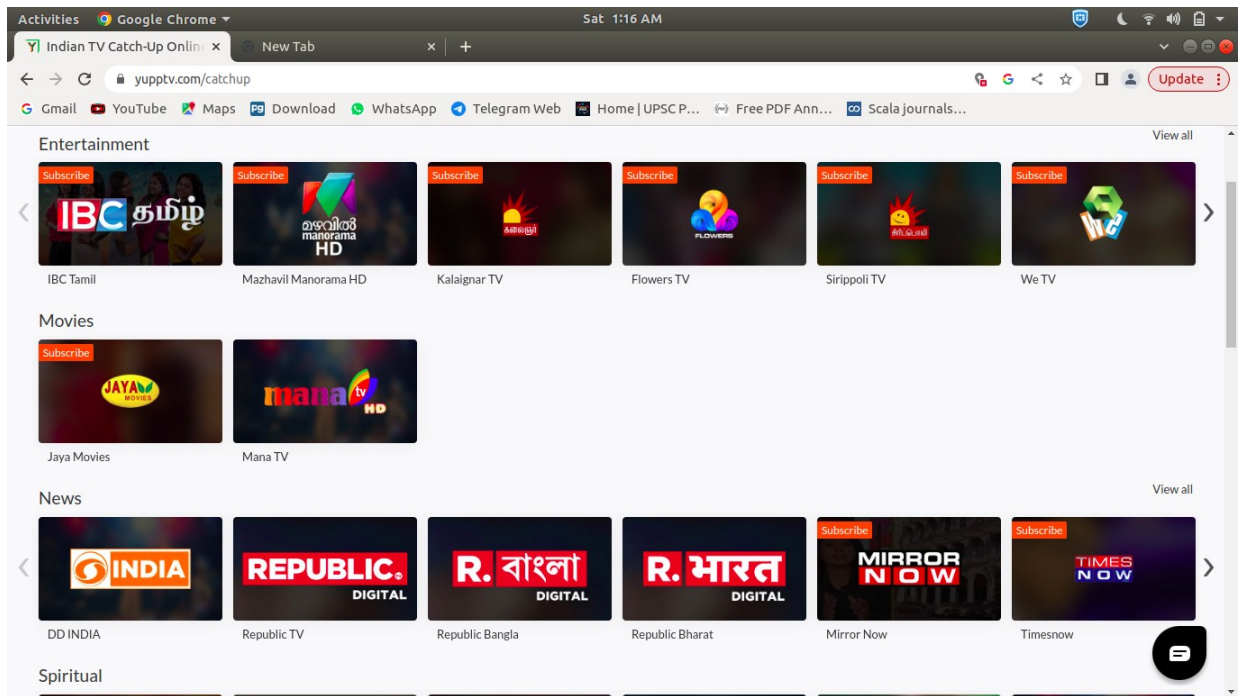 Activities Google Chrome Sat 1:16 AM
Indian TV Catch-Up Onlin New Tab
yupptv.com/catchup Update
Gmail YouTube Maps Download WhatsApp Telegram Web Home | UPSC P... Free PDF Ann... Scala journals...
Entertainment View all
Subscribe Subscribe Subscribe Subscribe Subscribe Subscribe
IBC தமிழ் മഴവിൽ manorama HD கலைஞர் FLOWERS சிரிப்பொலி We
IBC Tamil Mazhavil Manorama HD Kalaignar TV Flowers TV Sirippoli TV We TV
Movies
Subscribe
JAYA MOVIES mana tv HD
Jaya Movies Mana TV
News View all
Subscribe Subscribe
INDIA REPUBLIC. DIGITAL R. বাংলা DIGITAL R. भारत DIGITAL MIRROR NOW TIMES NOW
DD INDIA Republic TV Republic Bangla Republic Bharat Mirror Now Timesnow
Spiritual